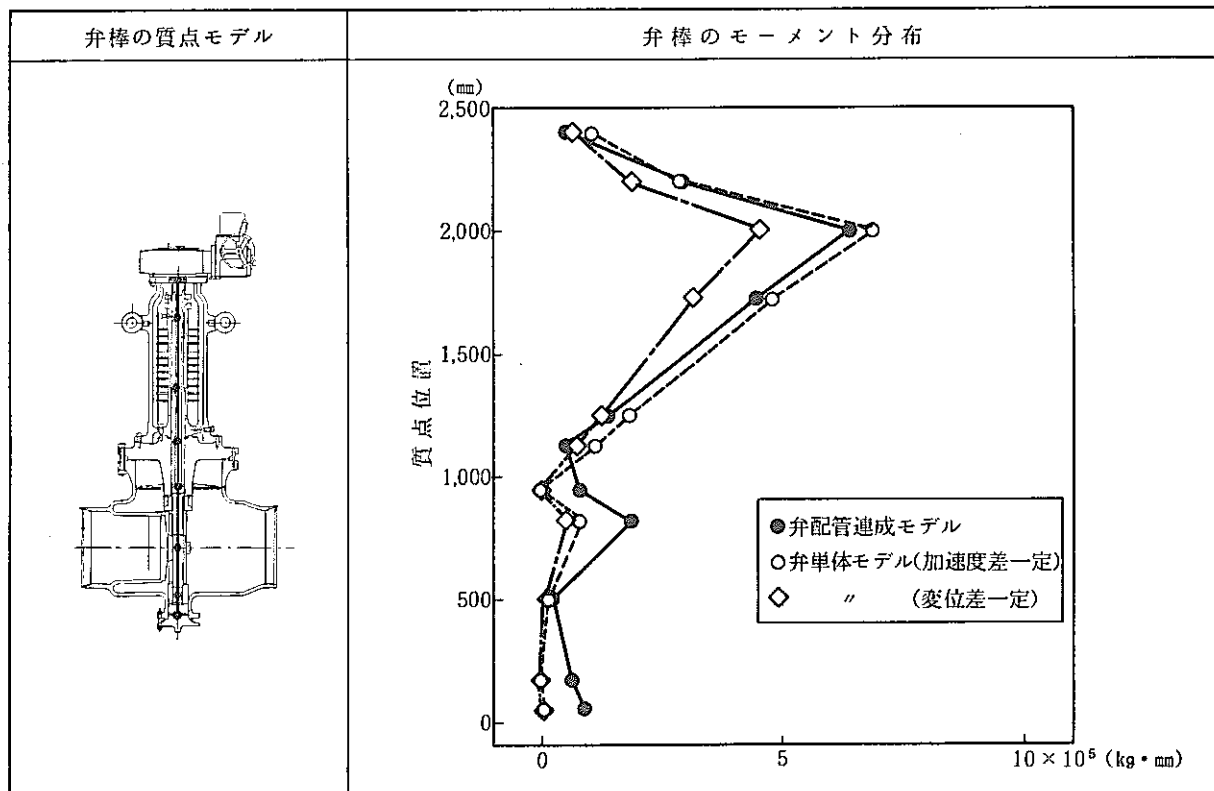 弁棒の質点モデル
弁棒のモーメント分布
(mm)
2,500
2,000
1,500
1,000
500
0
質点位置
●弁配管連成モデル
○弁単体モデル(加速度差一定)
◇ 〃 (変位差一定)
0
5
10×10⁵(kg・mm)